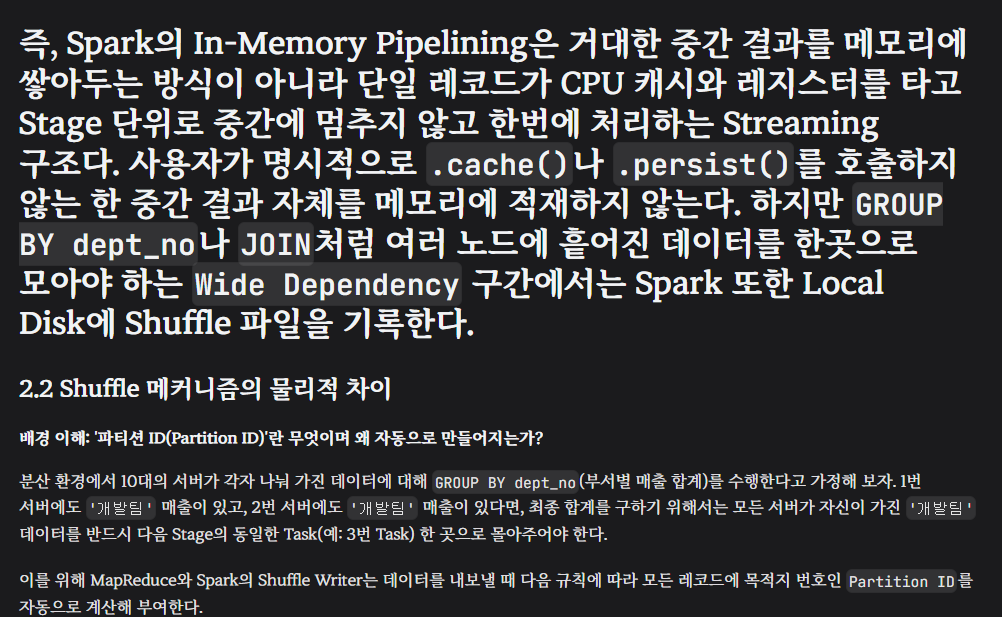 즉, Spark의 In-Memory Pipelining은 거대한 중간 결과를 메모리에
쌓아두는 방식이 아니라 단일 레코드가 CPU 캐시와 레지스터를 타고
Stage 단위로 중간에 멈추지 않고 한번에 처리하는 Streaming
구조다. 사용자가 명시적으로 .cache()나 .persist()를 호출하지
않는 한 중간 결과 자체를 메모리에 적재하지 않는다. 하지만 GROUP
BY dept_no나 JOIN처럼 여러 노드에 흩어진 데이터를 한곳으로
모아야 하는 Wide Dependency 구간에서는 Spark 또한 Local
Disk에 Shuffle 파일을 기록한다.
2.2 Shuffle 메커니즘의 물리적 차이
배경 이해: '파티션 ID(Partition ID)'란 무엇이며 왜 자동으로 만들어지는가?
분산 환경에서 10대의 서버가 각자 나눠 가진 데이터에 대해 GROUP BY dept_no(부서별 매출 합계)를 수행한다고 가정해 보자. 1번
서버에도 '개발팀' 매출이 있고, 2번 서버에도 '개발팀' 매출이 있다면, 최종 합계를 구하기 위해서는 모든 서버가 자신이 가진 '개발팀'
데이터를 반드시 다음 Stage의 동일한 Task(예: 3번 Task) 한 곳으로 몰아주어야 한다.
이를 위해 MapReduce와 Spark의 Shuffle Writer는 데이터를 내보낼 때 다음 규칙에 따라 모든 레코드에 목적지 번호인 Partition ID를
자동으로 계산해 부여한다.